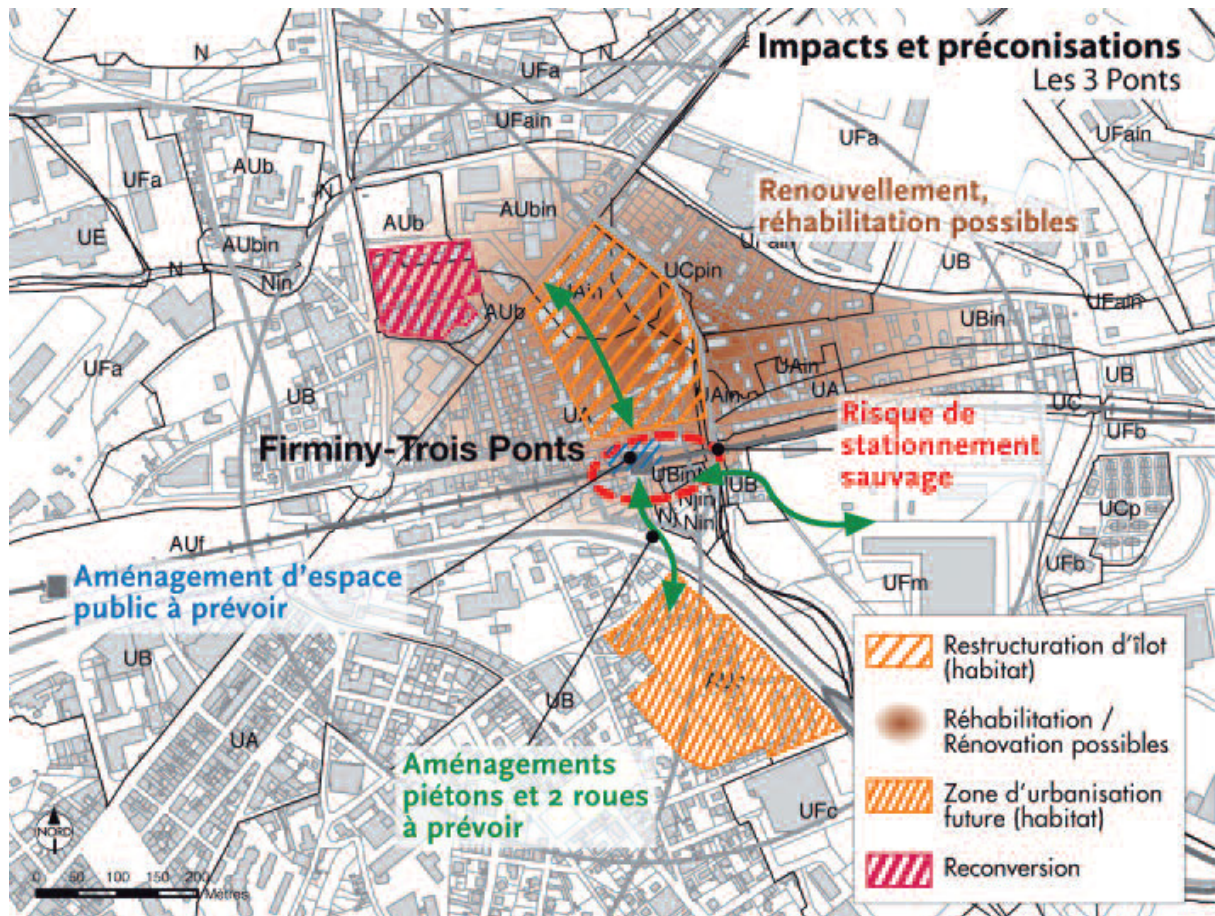 Impacts et préconisations
Les 3 Ponts
N
N
UFa
UFain
UFain
UFa
UFa
AUb
N
AUbin
UE
AUbin
N
Nin
AUb
Renouvellement,
réhabilitation possibles
UCpin
UB
UFain
AUb
UBin
UFa
UB
UAin
UA
UB
UA
UC
UFb
Firminy-Trois Ponts
Risque de
stationnement
sauvage
UBin
UB
Nin
UCp
AUf
UFb
UFm
Aménagement d'espace
public à prévoir
UB
UB
UA
Aménagements
piétons et 2 roues
à prévoir
UFc
Restructuration d'îlot
(habitat)
Réhabilitation /
Rénovation possibles
Zone d'urbanisation
future (habitat)
Reconversion
NORD
0 50 100 150 200
Mètres